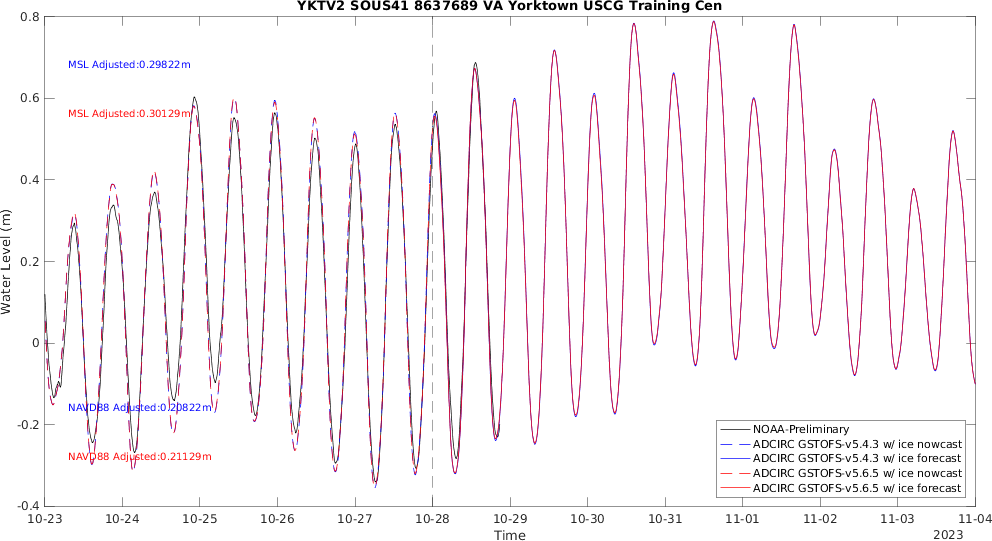 YKTV2 SOUS41 8637689 VA Yorktown USCG Training Cen
0.8
MSL Adjusted:0.29822m
0.6
MSL Adjusted:0.30129m
0.4
0.2
Water Level (m)
0
NAVD88 Adjusted:0.20822m
-0.2
NAVD88 Adjusted:0.21129m
-0.4
NOAA-Preliminary
ADCIRC GSTOFS-v5.4.3 w/ ice nowcast
ADCIRC GSTOFS-v5.4.3 w/ ice forecast
ADCIRC GSTOFS-v5.6.5 w/ ice nowcast
ADCIRC GSTOFS-v5.6.5 w/ ice forecast
10-23 10-24 10-25 10-26 10-27 10-28 10-29 10-30 10-31 11-01 11-02 11-03 11-04
Time
2023